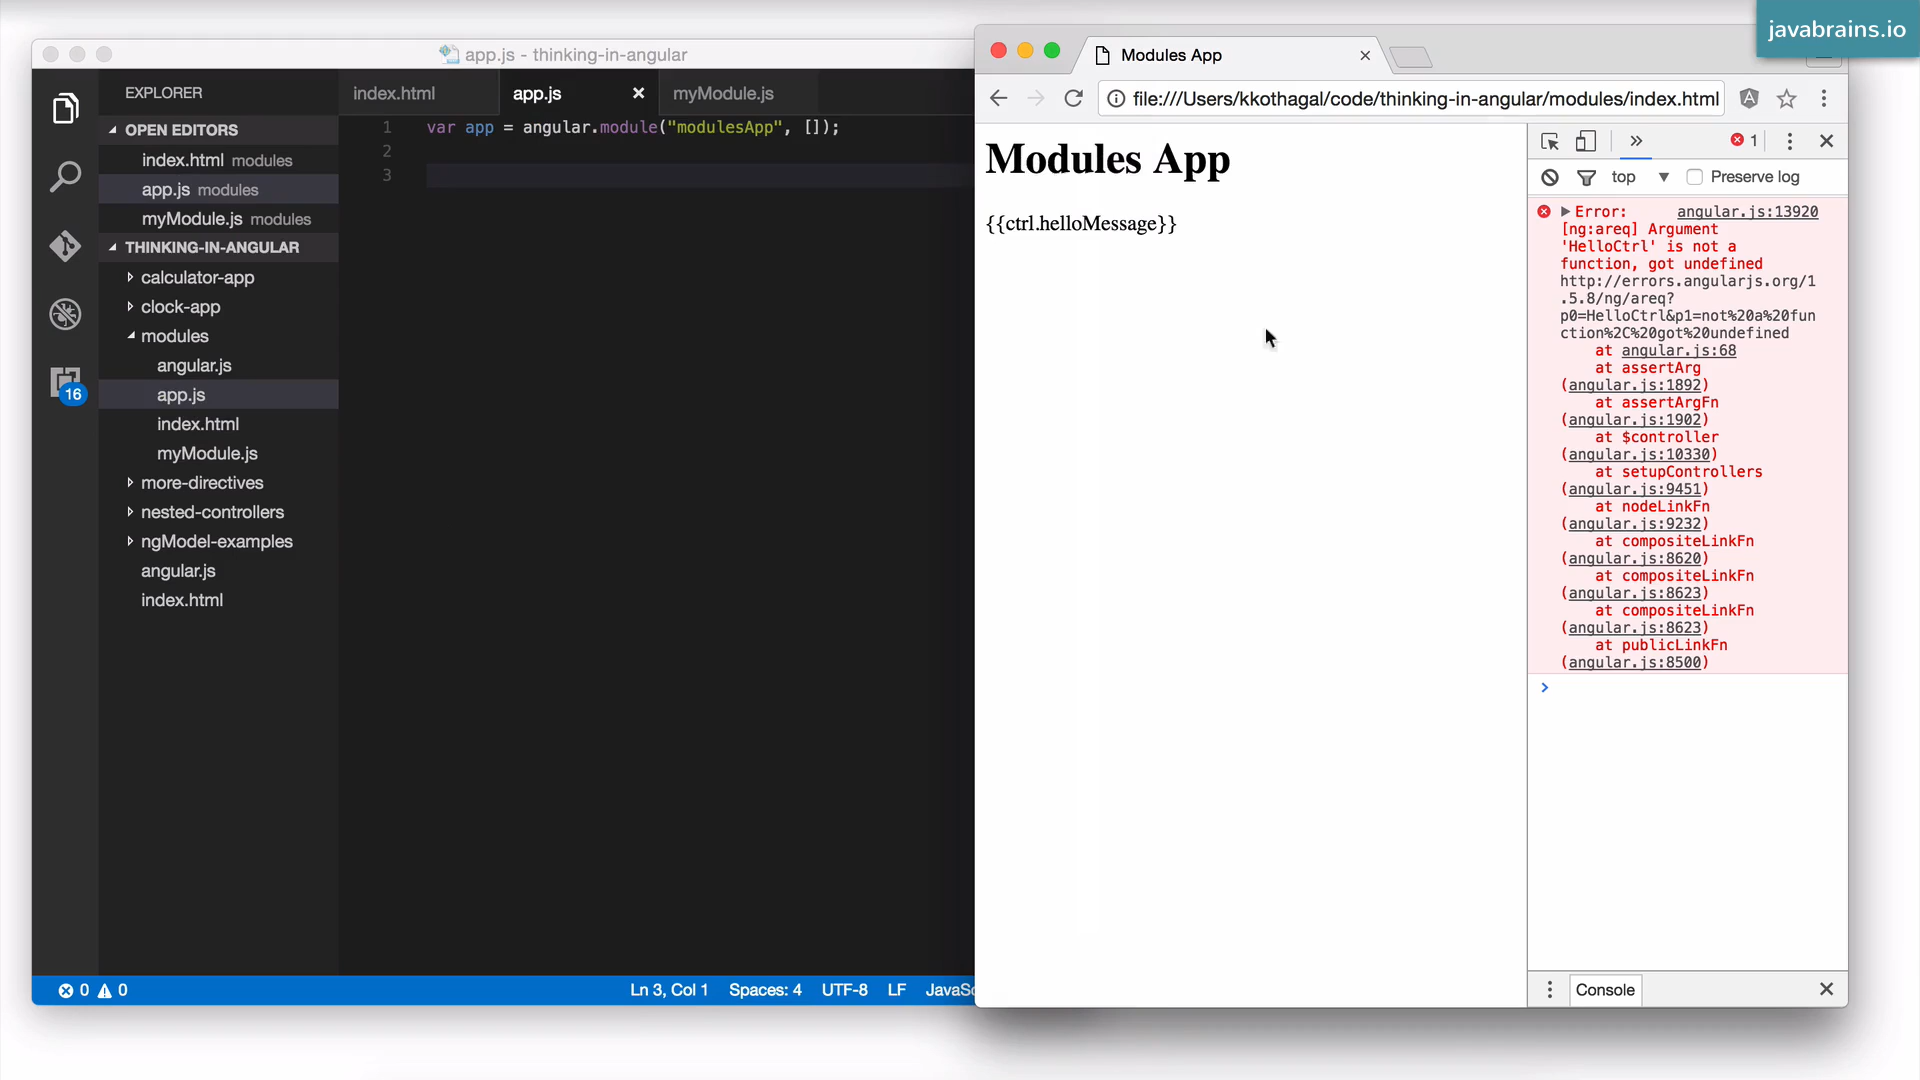 javabrains.io
app.js - thinking-in-angular
EXPLORER
OPEN EDITORS
index.html modules
app.js modules
myModule.js modules
THINKING-IN-ANGULAR
calculator-app
clock-app
modules
angular.js
app.js
index.html
myModule.js
more-directives
nested-controllers
ngModel-examples
angular.js
index.html
16
index.html
app.js
myModule.js
1 var app = angular.module("modulesApp", []);
2
3
0 0
Ln 3, Col 1 Spaces: 4 UTF-8 LF JavaSc
Modules App
file:///Users/kkothagal/code/thinking-in-angular/modules/index.html
Modules App
{{ctrl.helloMessage}}
1
top
Preserve log
Error: angular.js:13920
[ng:areq] Argument
'HelloCtrl' is not a
function, got undefined
http://errors.angularjs.org/1
.5.8/ng/areq?
p0=HelloCtrl&p1=not%20a%20fun
ction%2C%20got%20undefined
at angular.js:68
at assertArg
(angular.js:1892)
at assertArgFn
(angular.js:1902)
at $controller
(angular.js:10330)
at setupControllers
(angular.js:9451)
at nodeLinkFn
(angular.js:9232)
at compositeLinkFn
(angular.js:8620)
at compositeLinkFn
(angular.js:8623)
at compositeLinkFn
(angular.js:8623)
at publicLinkFn
(angular.js:8500)
Console